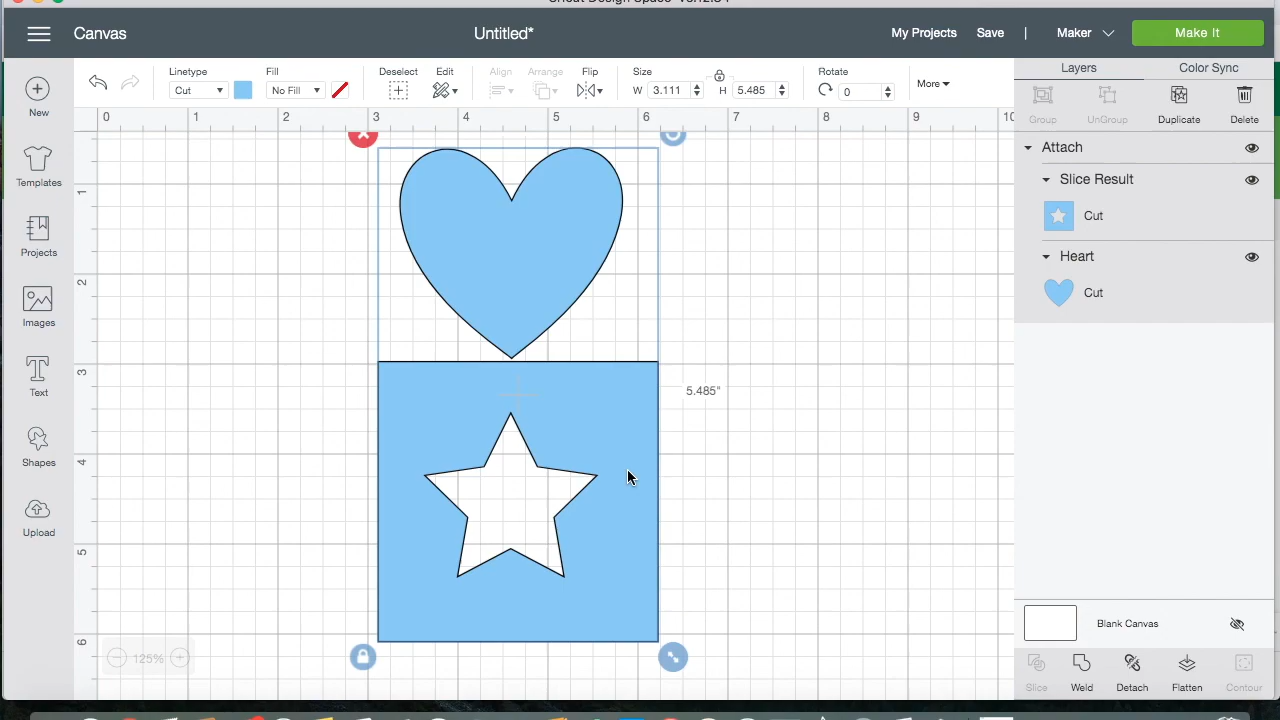 Canvas
Untitled*
My Projects Save | Maker
Make It
New
Templates
Projects
Images
Text
Shapes
Upload
Linetype
Cut
Fill
No Fill
Deselect
Edit
Align
Arrange
Flip
Size
W 3.111
H 5.485
Rotate
0
More
0 1 2 3 4 5 6 7 8 9 10
1
2
3
4
5
6
5.485"
125%
Layers
Color Sync
Group
UnGroup
Duplicate
Delete
Attach
Slice Result
Cut
Heart
Cut
Blank Canvas
Slice
Weld
Detach
Flatten
Contour